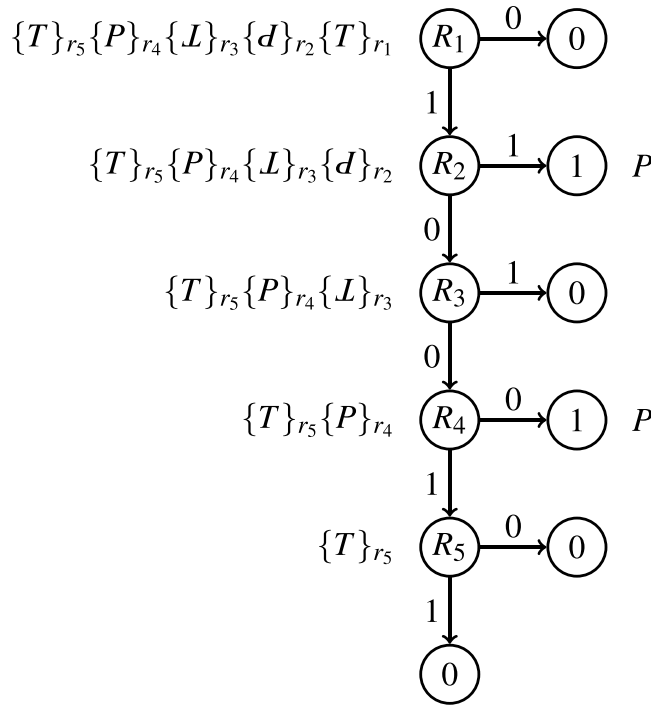 {T}r₅{P}r₄{⊥}r₃{Ԁ}r₂{T}r₁ R₁ 0 0
1
{T}r₅{P}r₄{⊥}r₃{Ԁ}r₂ R₂ 1 1 P
0
{T}r₅{P}r₄{⊥}r₃ R₃ 1 0
0
{T}r₅{P}r₄ R₄ 0 1 P
1
{T}r₅ R₅ 0 0
1
0